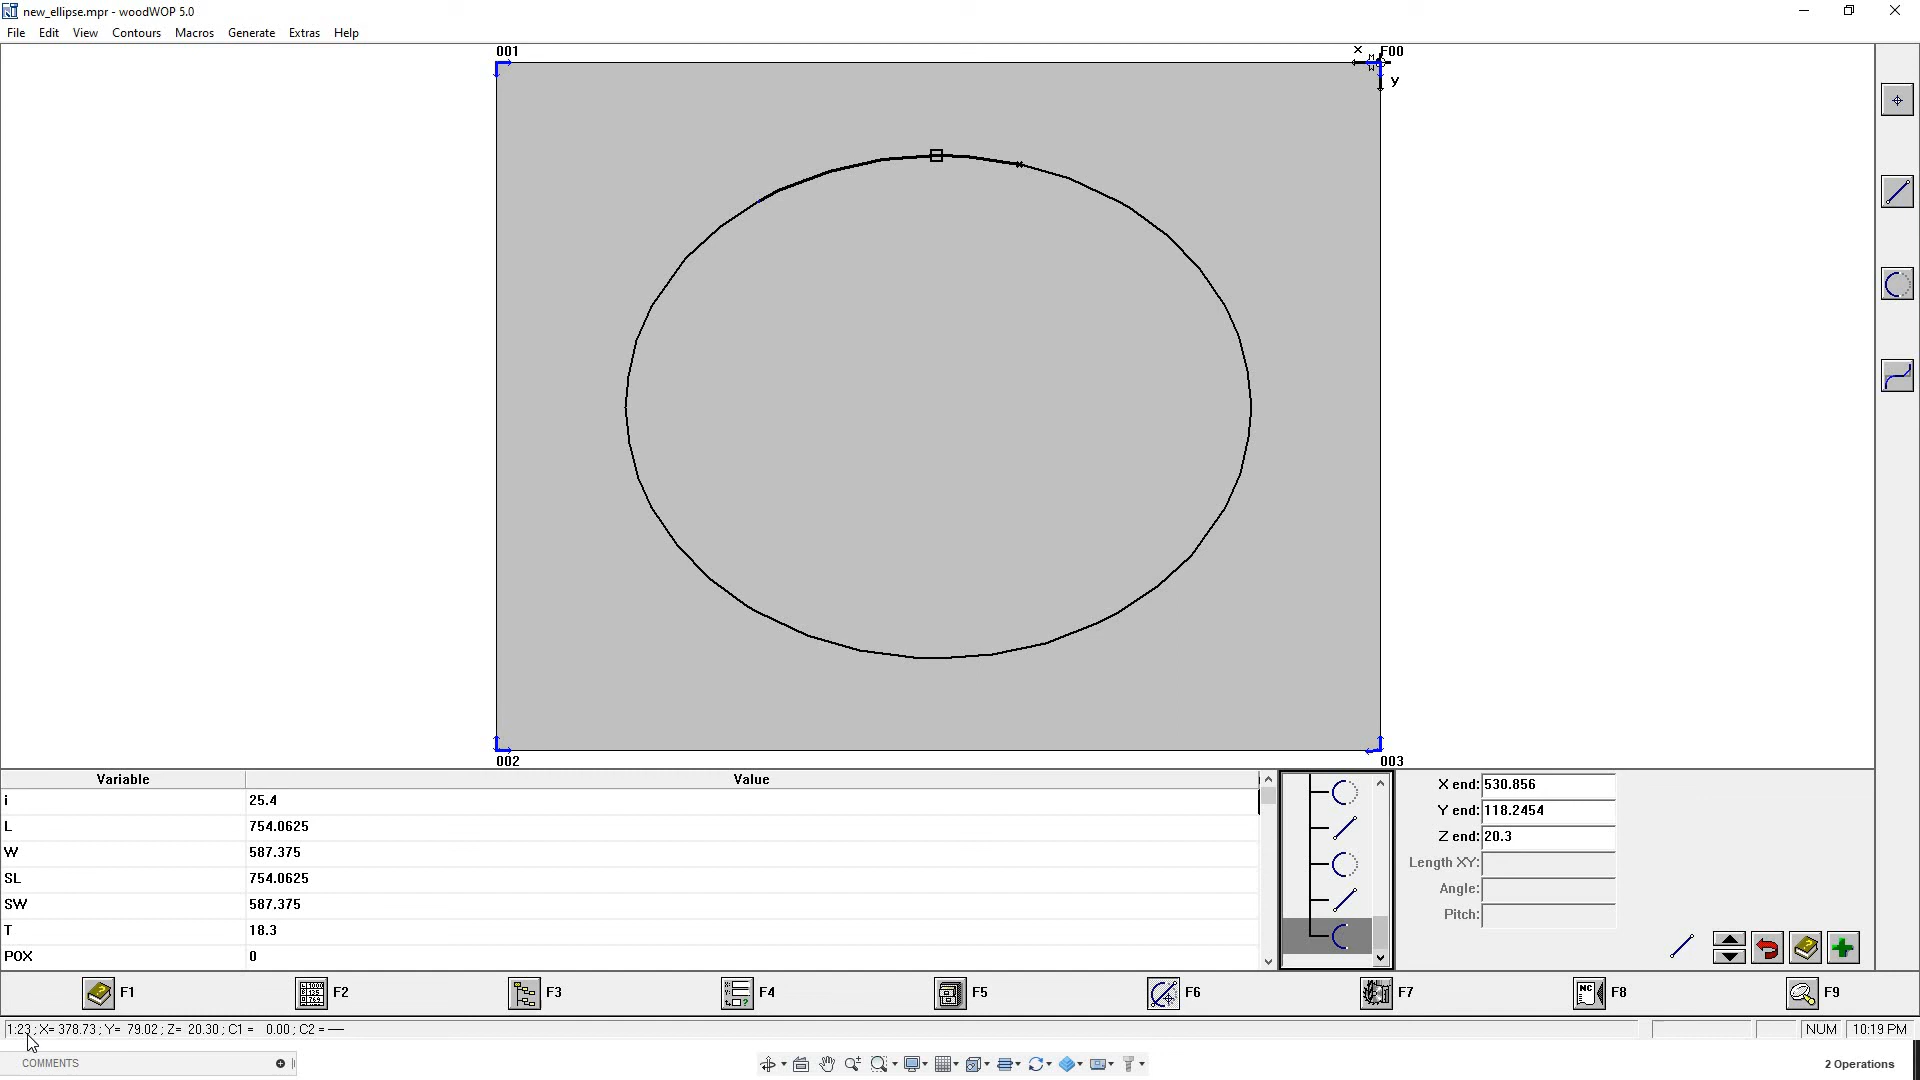 new_ellipse.mpr - woodWOP 5.0
File Edit View Contours Macros Generate Extras Help
001
x F00
y
002
003
Variable Value
i 25.4
L 754.0625
W 587.375
SL 754.0625
SW 587.375
T 18.3
POX 0
X end: 530.856
Y end: 118.2454
Z end: 20.3
Length XY:
Angle:
Pitch:
F1 F2 F3 F4 F5 F6 F7 F8 F9
1:23 ; X= 378.73 ; Y= 79.02 ; Z= 20.30 ; C1 = 0.00 ; C2 = —
NUM 10:19 PM
COMMENTS
2 Operations